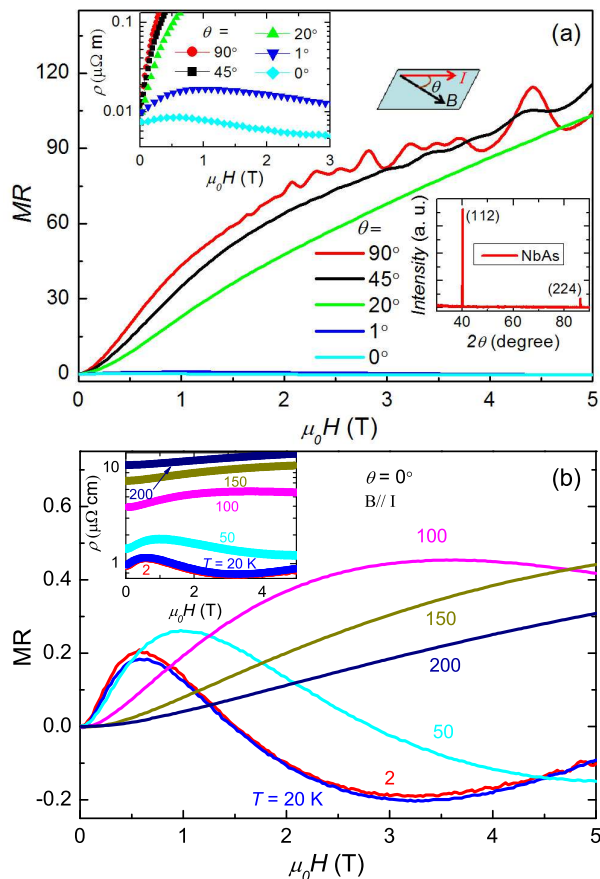 (a)
0.1
0.01
ρ (μΩ m)
θ =
90°
45°
20°
1°
0°
0 1 2 3
μ₀H (T)
I
θ
B
120
90
60
30
0
MR
θ =
90°
45°
20°
1°
0°
Intensity (a. u.)
(112)
NbAs
(224)
40 60 80
2θ (degree)
0 1 2 3 4 5
μ₀H (T)
(b)
10
1
ρ (μΩ cm)
200
150
100
50
T = 20 K
2
0 2 4
μ₀H (T)
θ = 0°
B// I
0.6
0.4
0.2
0.0
-0.2
MR
100
150
200
50
2
T = 20 K
0 1 2 3 4 5
μ₀H (T)